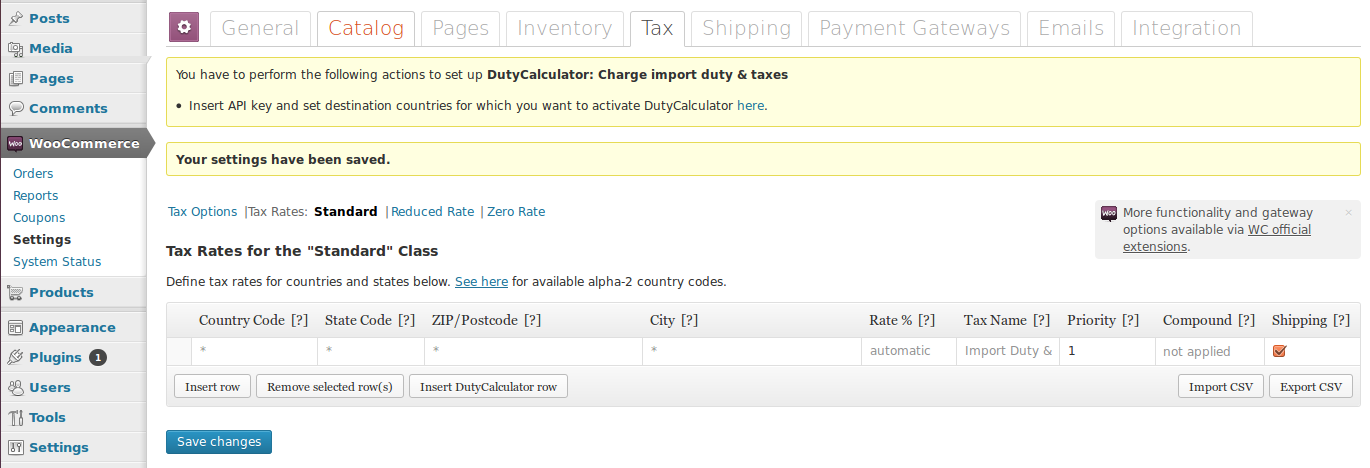 Posts
Media
Pages
Comments
WooCommerce
Orders
Reports
Coupons
Settings
System Status
Products
Appearance
Plugins 1
Users
Tools
Settings
General Catalog Pages Inventory Tax Shipping Payment Gateways Emails Integration
You have to perform the following actions to set up DutyCalculator: Charge import duty & taxes
• Insert API key and set destination countries for which you want to activate DutyCalculator here.
Your settings have been saved.
Tax Options |Tax Rates: Standard |Reduced Rate |Zero Rate
Woo More functionality and gateway ×
options available via WC official
extensions.
Tax Rates for the "Standard" Class
Define tax rates for countries and states below. See here for available alpha-2 country codes.
Country Code [?] State Code [?] ZIP/Postcode [?] City [?] Rate % [?] Tax Name [?] Priority [?] Compound [?] Shipping [?]
* * * * automatic Import Duty & 1 not applied
Insert row Remove selected row(s) Insert DutyCalculator row Import CSV Export CSV
Save changes